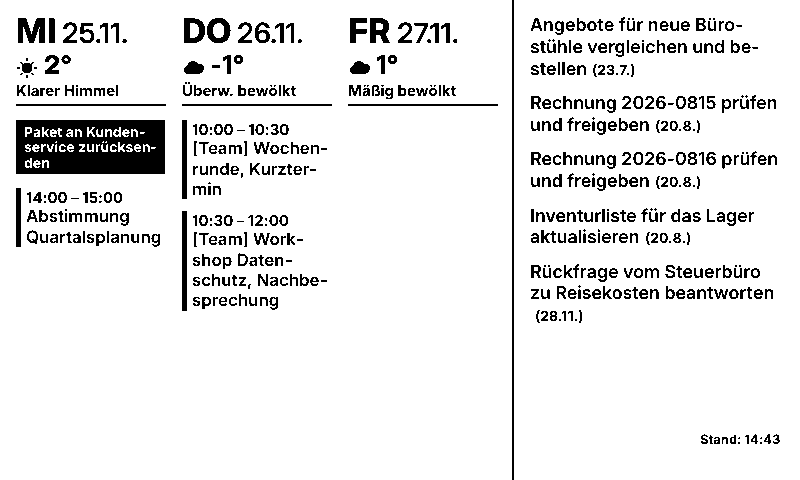 MI 25.11.
2°
Klarer Himmel
Paket an Kunden-
service zurücksen-
den
14:00 – 15:00
Abstimmung
Quartalsplanung
DO 26.11.
-1°
Überw. bewölkt
10:00 – 10:30
[Team] Wochen-
runde, Kurzter-
min
10:30 – 12:00
[Team] Work-
shop Daten-
schutz, Nachbe-
sprechung
FR 27.11.
1°
Mäßig bewölkt
Angebote für neue Büro-
stühle vergleichen und be-
stellen (23.7.)
Rechnung 2026-0815 prüfen
und freigeben (20.8.)
Rechnung 2026-0816 prüfen
und freigeben (20.8.)
Inventurliste für das Lager
aktualisieren (20.8.)
Rückfrage vom Steuerbüro
zu Reisekosten beantworten
(28.11.)
Stand: 14:43